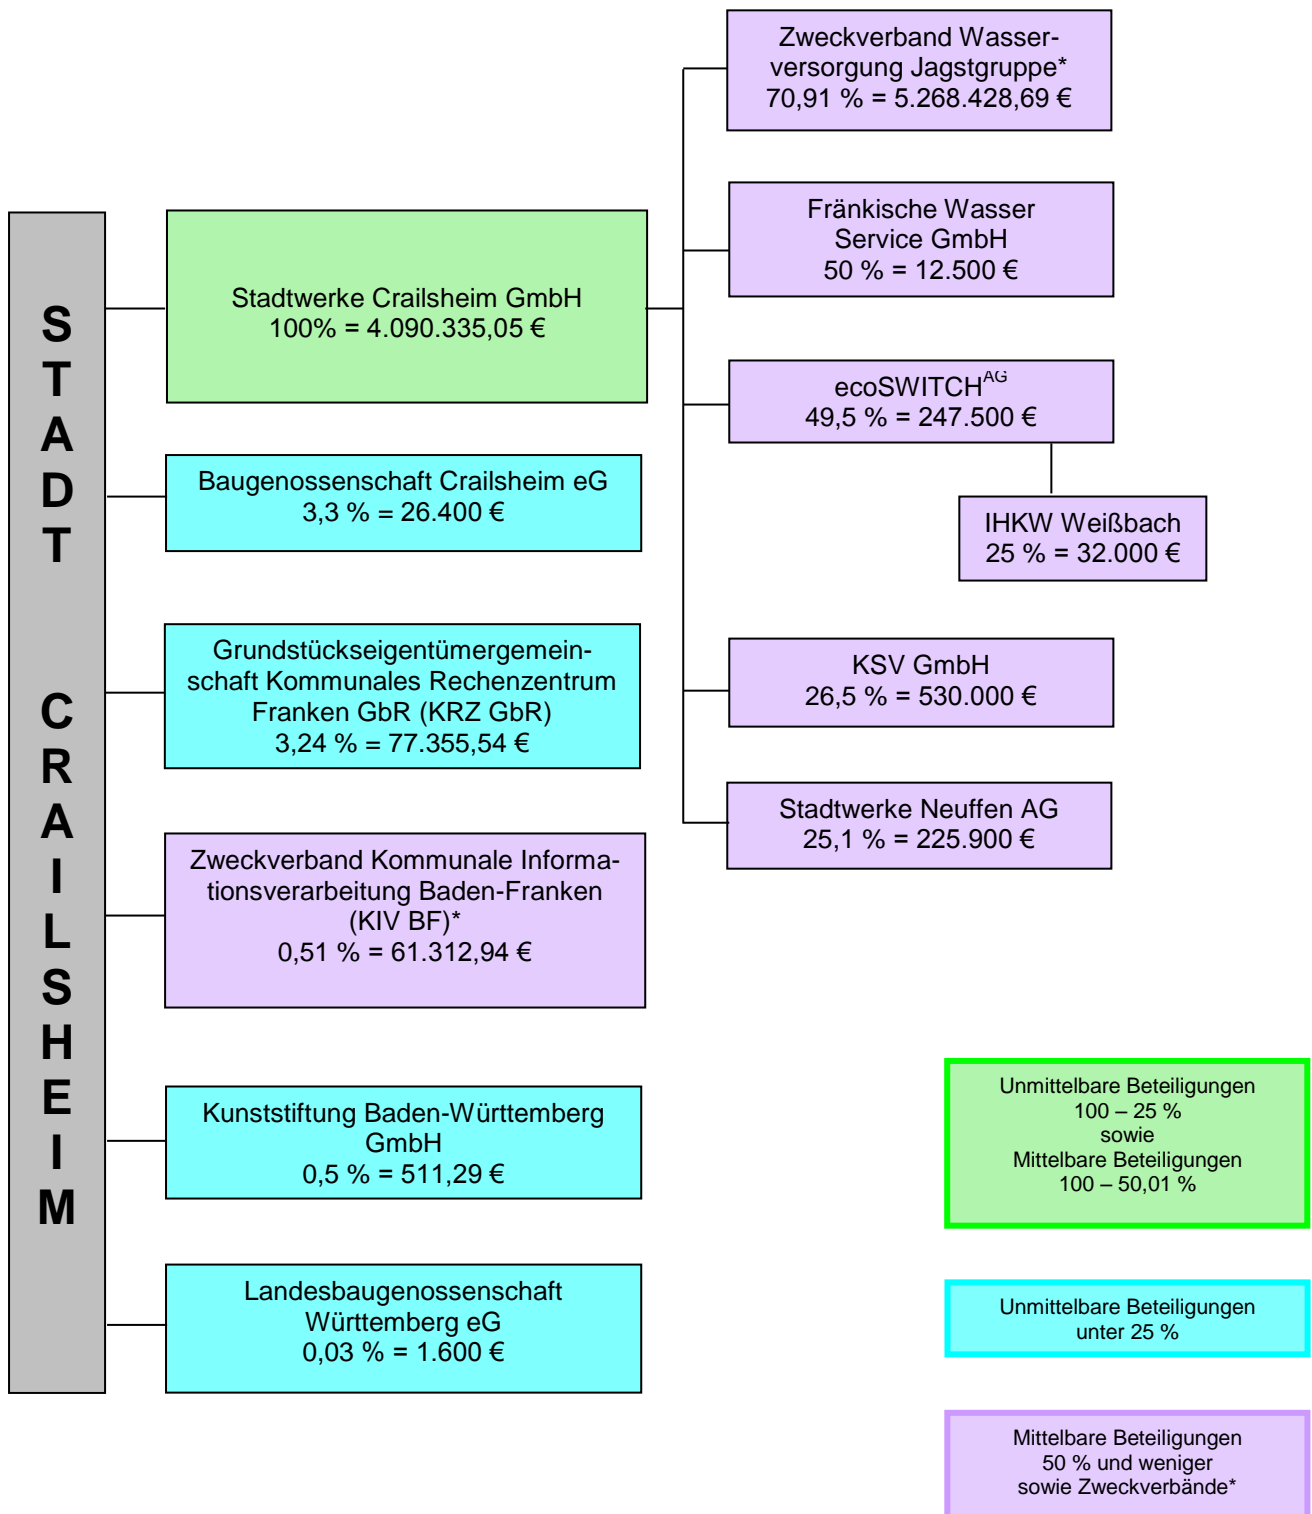 STADT CRAILSHEIM
Stadtwerke Crailsheim GmbH
100% = 4.090.335,05 €
Baugenossenschaft Crailsheim eG
3,3 % = 26.400 €
Grundstückseigentümergemein-
schaft Kommunales Rechenzentrum
Franken GbR (KRZ GbR)
3,24 % = 77.355,54 €
Zweckverband Kommunale Informa-
tionsverarbeitung Baden-Franken
(KIV BF)*
0,51 % = 61.312,94 €
Kunststiftung Baden-Württemberg
GmbH
0,5 % = 511,29 €
Landesbaugenossenschaft
Württemberg eG
0,03 % = 1.600 €
Zweckverband Wasser-
versorgung Jagstgruppe*
70,91 % = 5.268.428,69 €
Fränkische Wasser
Service GmbH
50 % = 12.500 €
ecoSWITCH AG
49,5 % = 247.500 €
IHKW Weißbach
25 % = 32.000 €
KSV GmbH
26,5 % = 530.000 €
Stadtwerke Neuffen AG
25,1 % = 225.900 €
Unmittelbare Beteiligungen
100 – 25 %
sowie
Mittelbare Beteiligungen
100 – 50,01 %
Unmittelbare Beteiligungen
unter 25 %
Mittelbare Beteiligungen
50 % und weniger
sowie Zweckverbände*